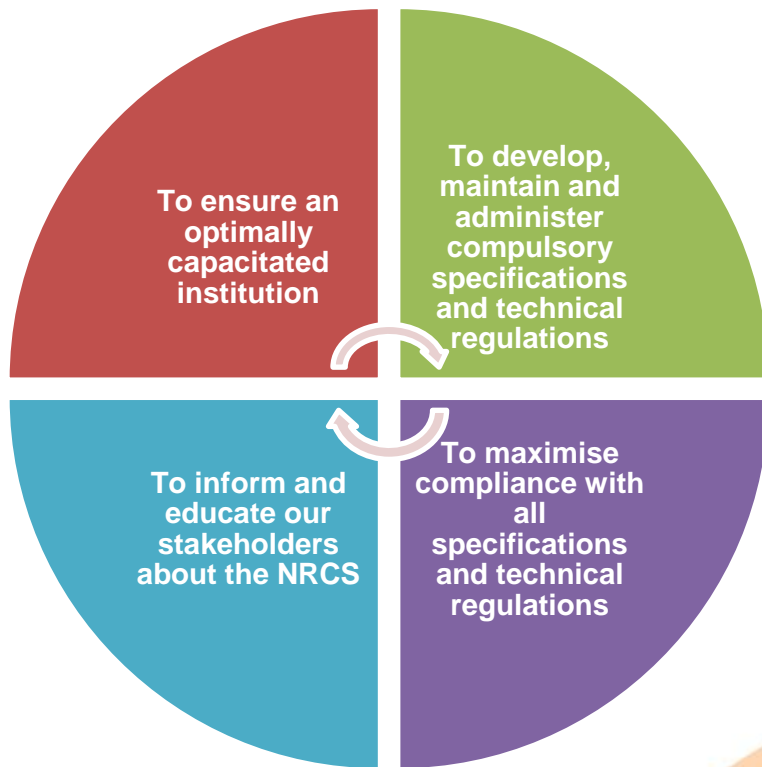 To ensure an
optimally
capacitated
institution
To develop,
maintain and
administer
compulsory
specifications
and technical
regulations
To inform and
educate our
stakeholders
about the NRCS
To maximise
compliance with
all
specifications
and technical
regulations